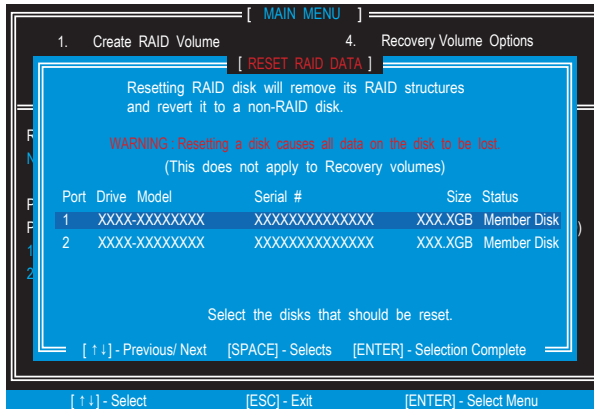 [ MAIN MENU ]
1. Create RAID Volume 4. Recovery Volume Options
[ RESET RAID DATA ]
Resetting RAID disk will remove its RAID structures
and revert it to a non-RAID disk.
WARNING : Resetting a disk causes all data on the disk to be lost.
(This does not apply to Recovery volumes)
Port Drive Model Serial # Size Status
1 XXXX-XXXXXXXX XXXXXXXXXXXXXX XXX.XGB Member Disk
2 XXXX-XXXXXXXX XXXXXXXXXXXXXX XXX.XGB Member Disk
Select the disks that should be reset.
[ ↑↓] - Previous/ Next [SPACE] - Selects [ENTER] - Selection Complete
[ ↑↓] - Select [ESC] - Exit [ENTER] - Select Menu